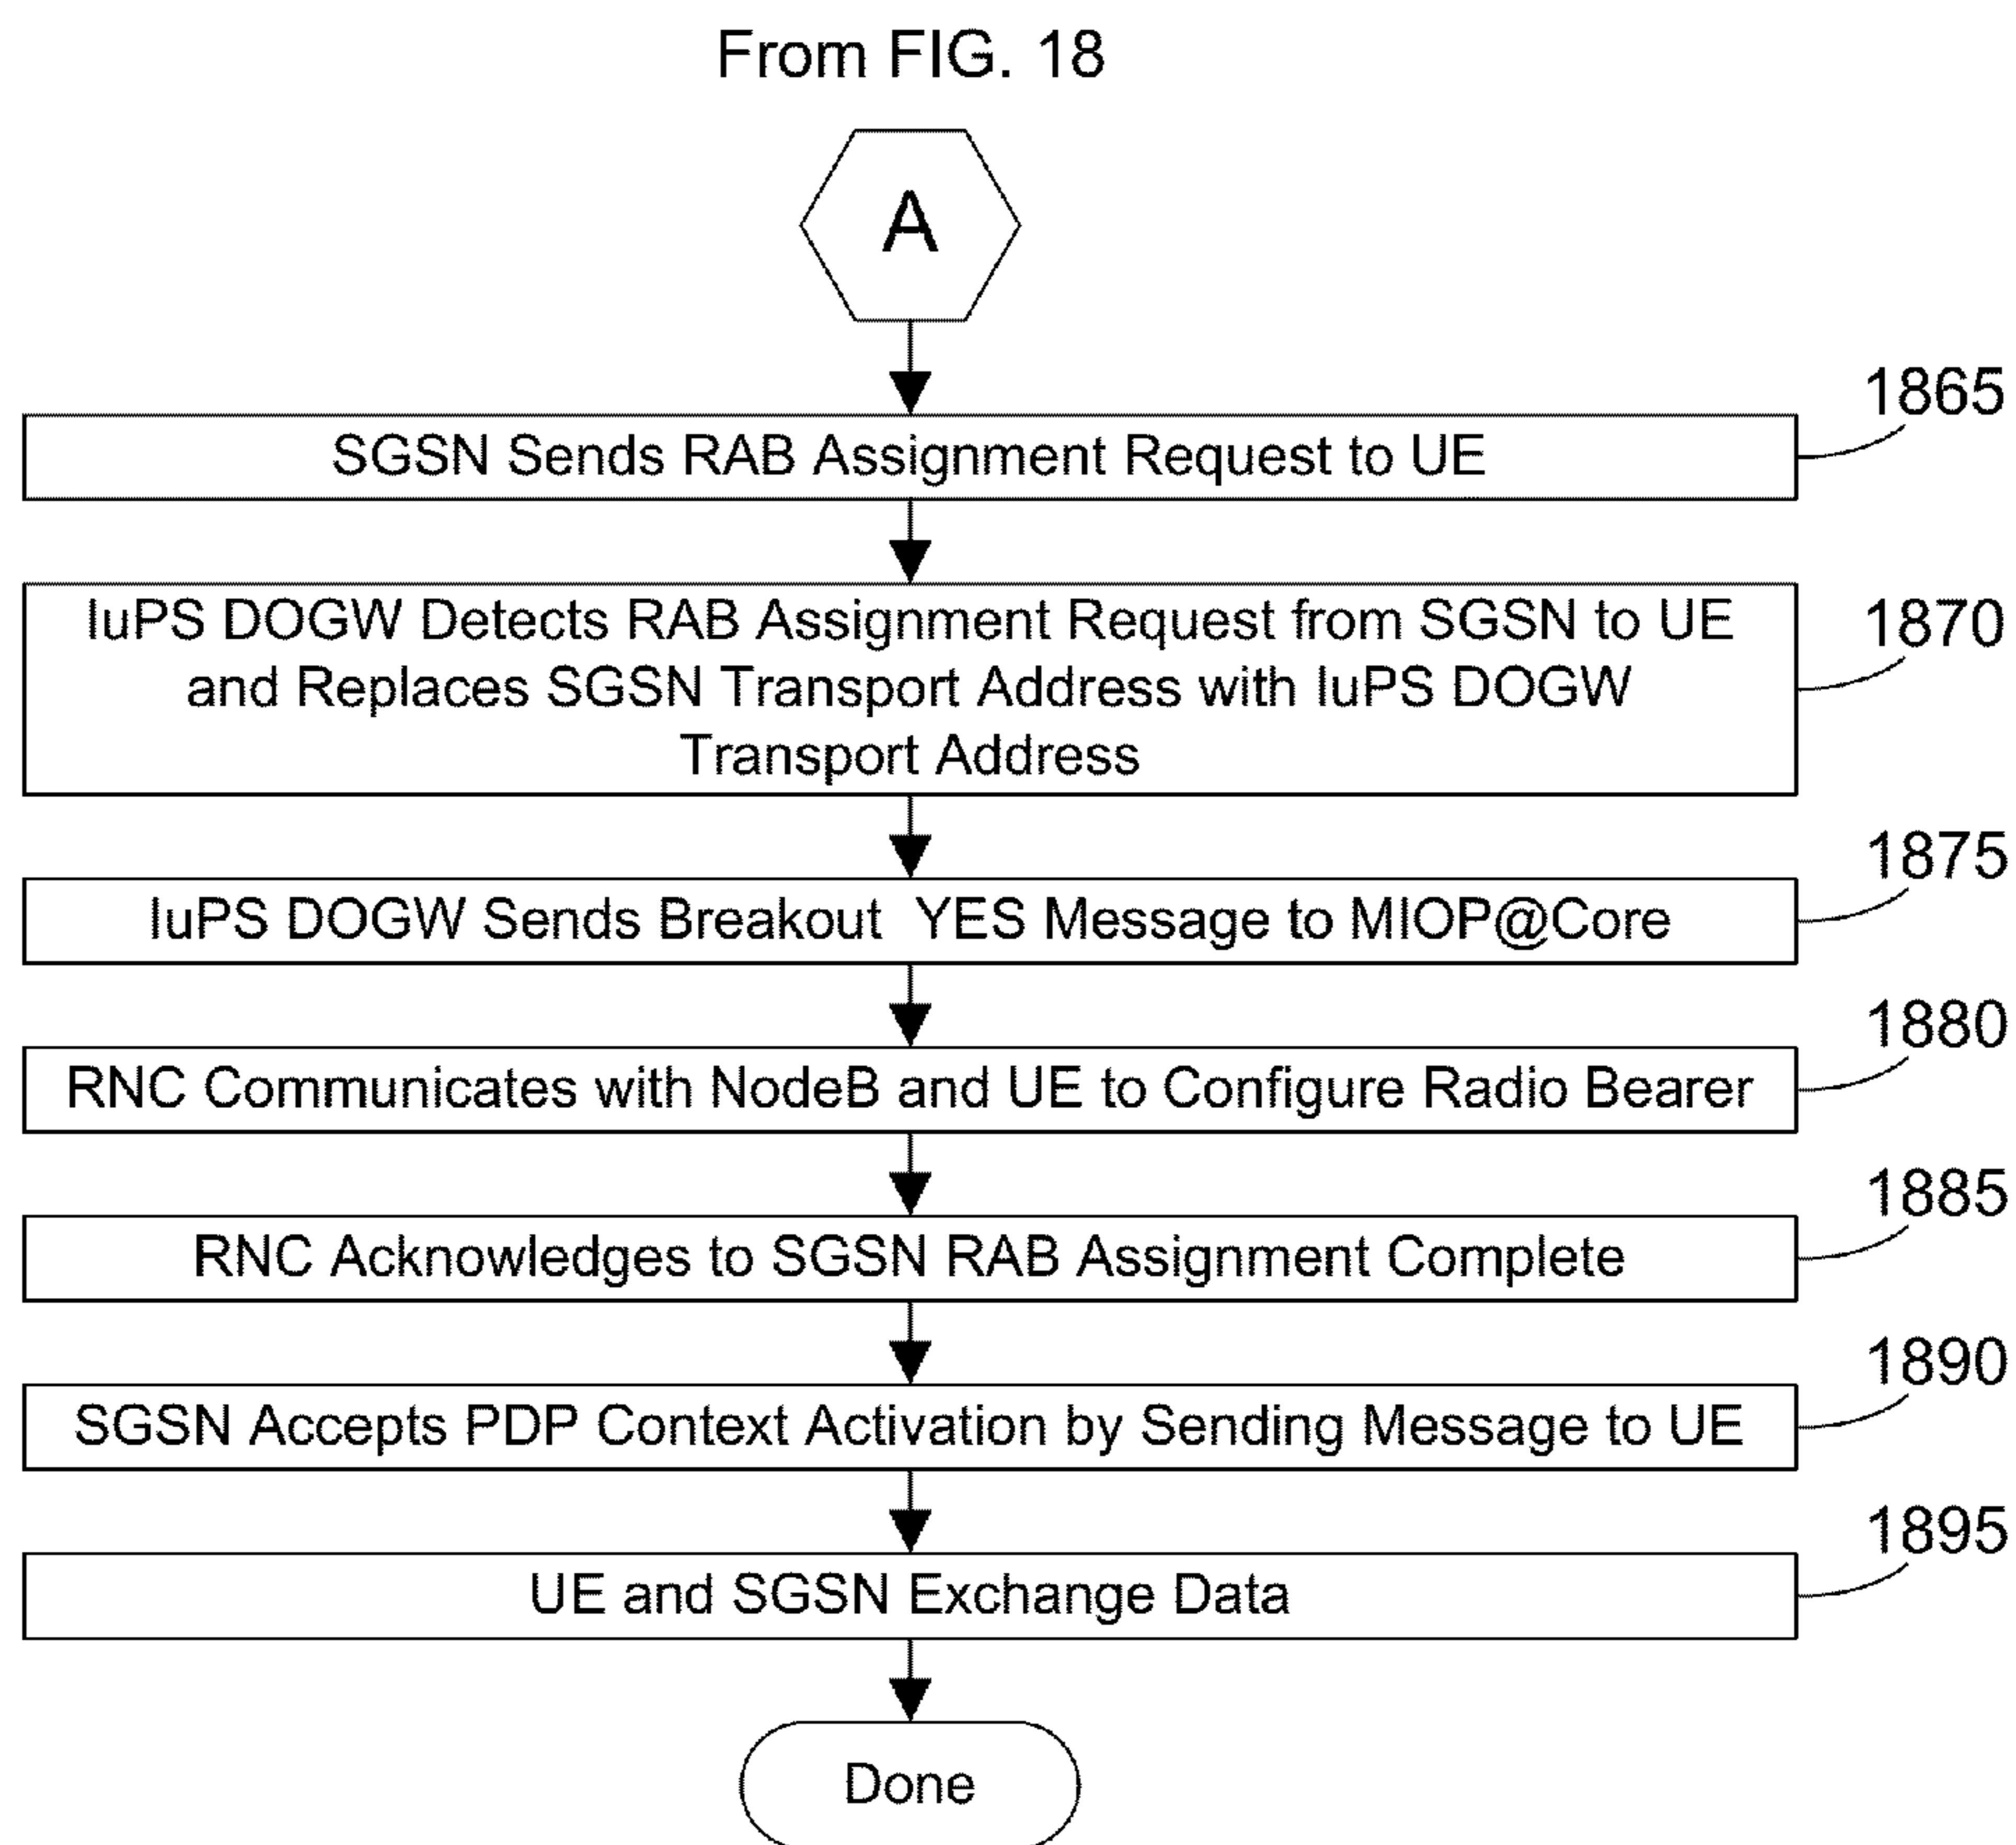 From FIG. 18
A
1865
SGSN Sends RAB Assignment Request to UE
1870
IuPS DOGW Detects RAB Assignment Request from SGSN to UE
and Replaces SGSN Transport Address with IuPS DOGW
Transport Address
1875
IuPS DOGW Sends Breakout YES Message to MIOP@Core
1880
RNC Communicates with NodeB and UE to Configure Radio Bearer
1885
RNC Acknowledges to SGSN RAB Assignment Complete
1890
SGSN Accepts PDP Context Activation by Sending Message to UE
1895
UE and SGSN Exchange Data
Done